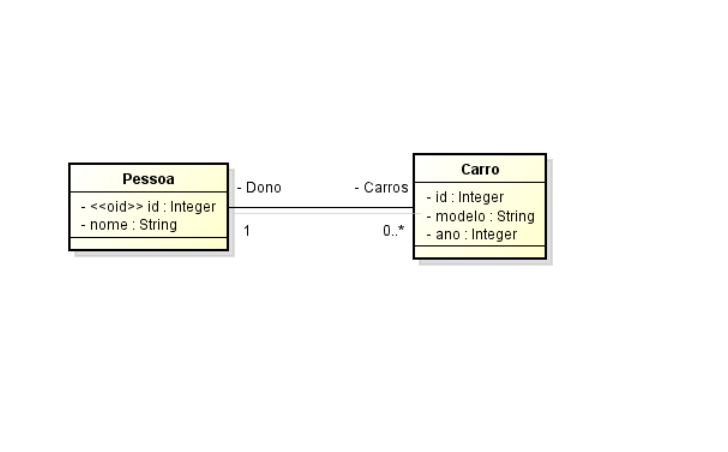 Pessoa
- <<oid>> id : Integer
- nome : String
- Dono
1
- Carros
0..*
Carro
- id : Integer
- modelo : String
- ano : Integer